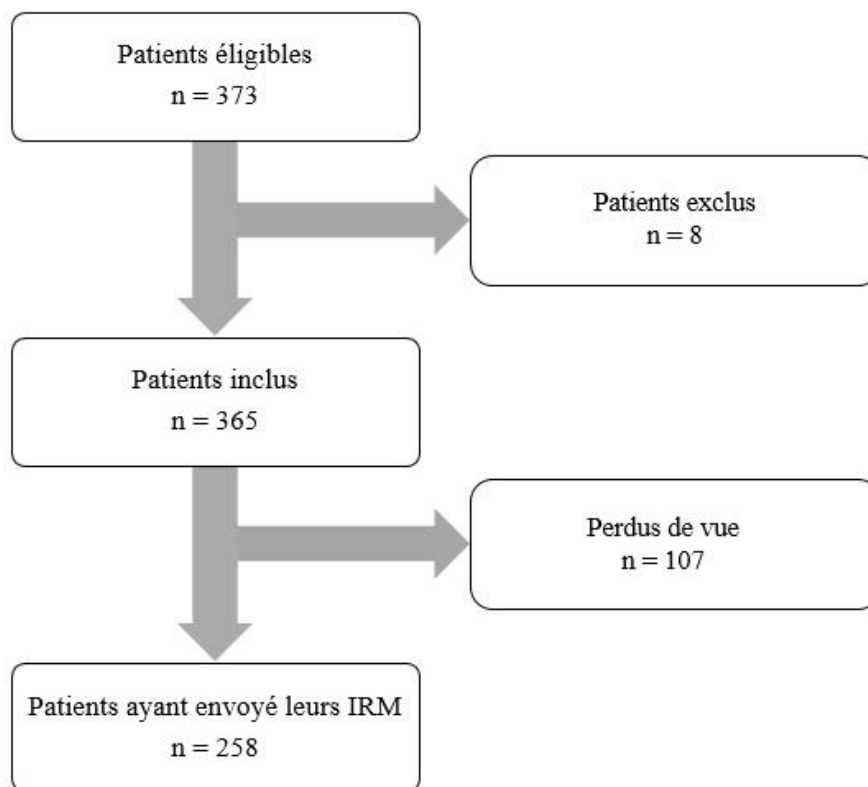 Patients éligibles
n = 373
Patients exclus
n = 8
Patients inclus
n = 365
Perdus de vue
n = 107
Patients ayant envoyé leurs IRM
n = 258